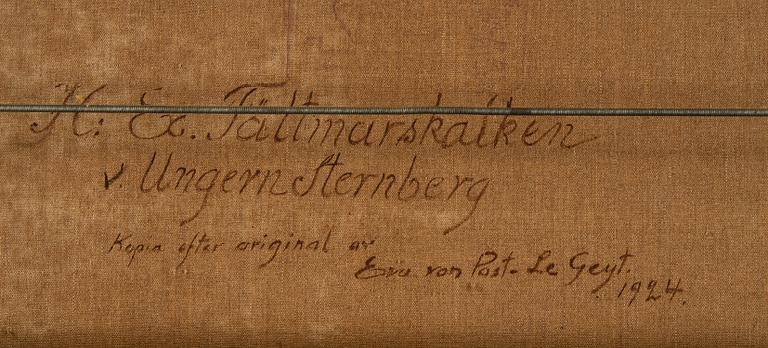 H: Ex. Fältmarskalken
v. Ungern Sternberg
Kopia efter original av
Eva von Post-Le Geyt.
1924.